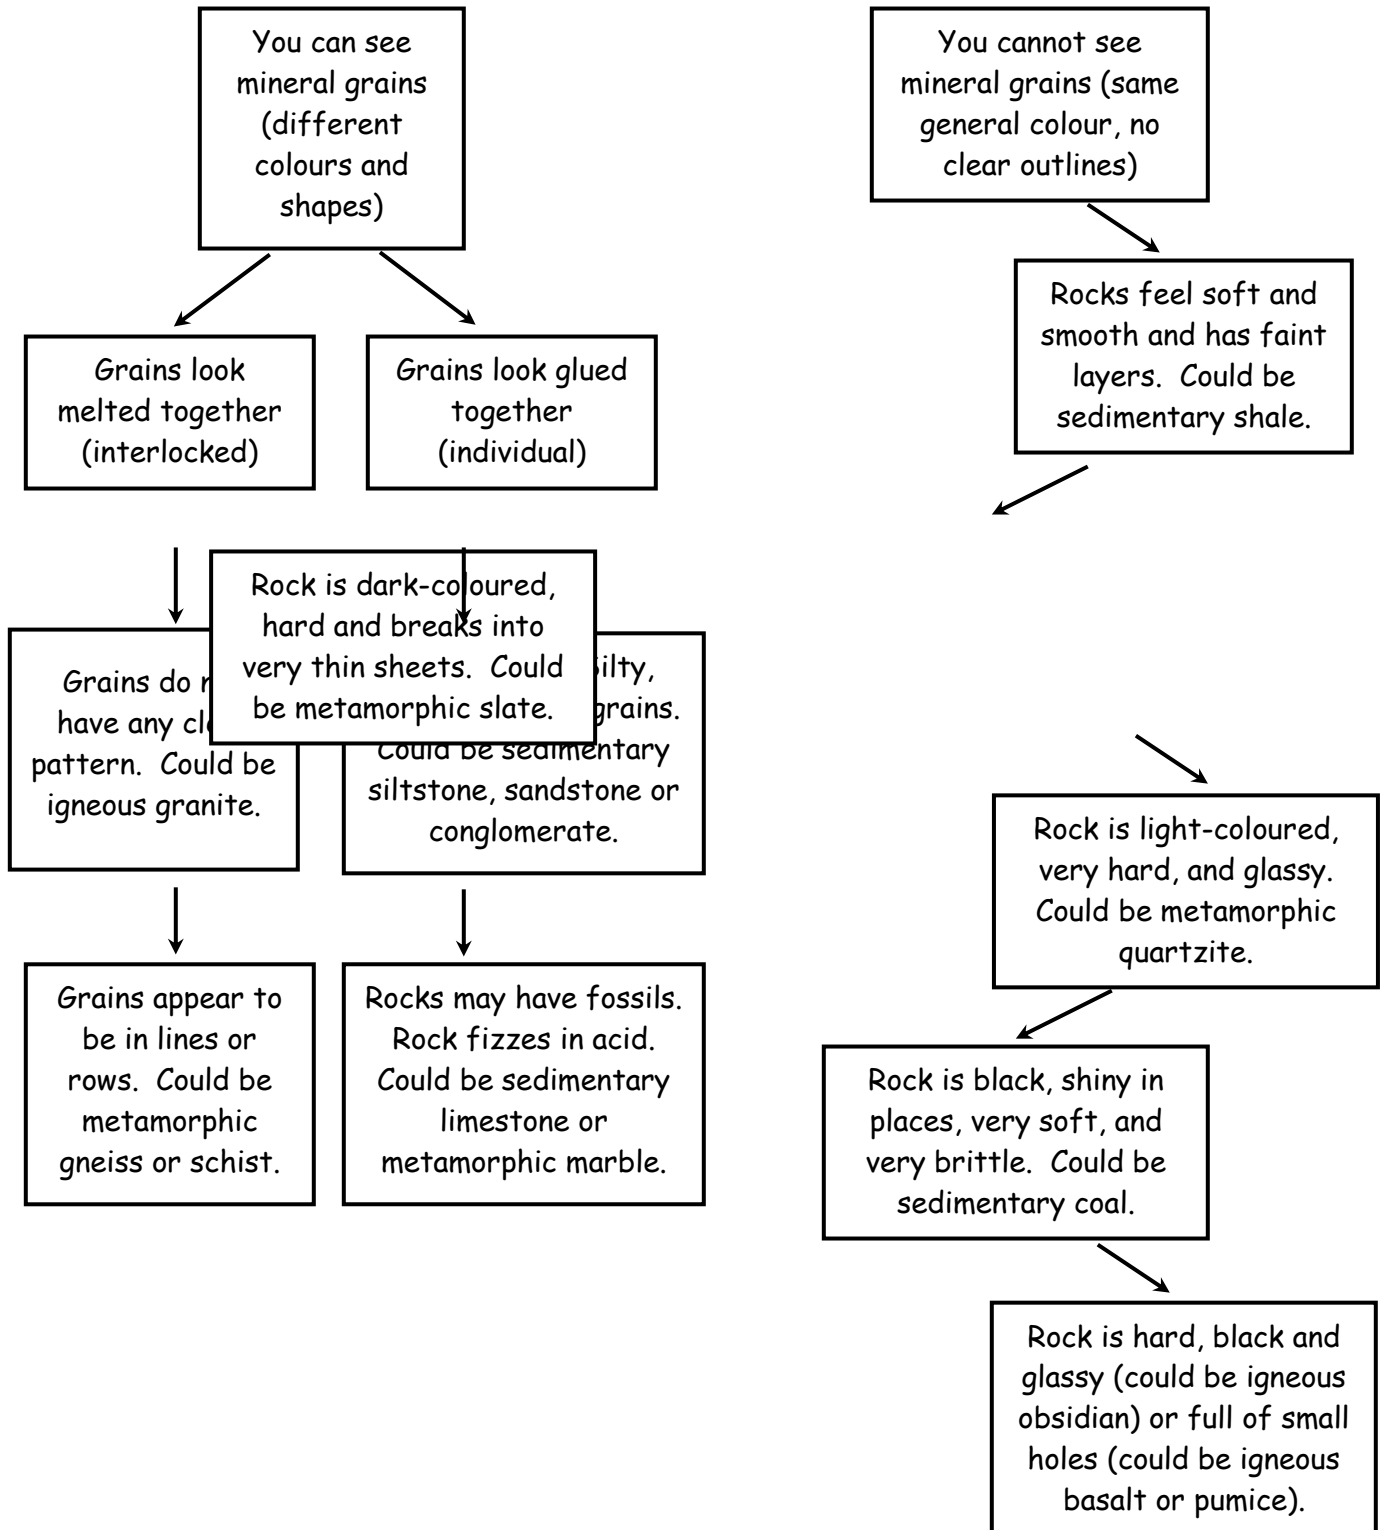 You can see
mineral grains
(different
colours and
shapes)
Grains look
melted together
(interlocked)
Grains look glued
together
(individual)
Rock is dark-coloured,
hard and breaks into
very thin sheets.  Could
be metamorphic slate.
Grains do
have any
pattern.  Could be
igneous granite.
grains.
Could be sedimentary
siltstone, sandstone or
conglomerate.
Grains appear to
be in lines or
rows.  Could be
metamorphic
gneiss or schist.
Rocks may have fossils.
Rock fizzes in acid.
Could be sedimentary
limestone or
metamorphic marble.
You cannot see
mineral grains (same
general colour, no
clear outlines)
Rocks feel soft and
smooth and has faint
layers.  Could be
sedimentary shale.
Rock is light-coloured,
very hard, and glassy.
Could be metamorphic
quartzite.
Rock is black, shiny in
places, very soft, and
very brittle.  Could be
sedimentary coal.
Rock is hard, black and
glassy (could be igneous
obsidian) or full of small
holes (could be igneous
basalt or pumice).